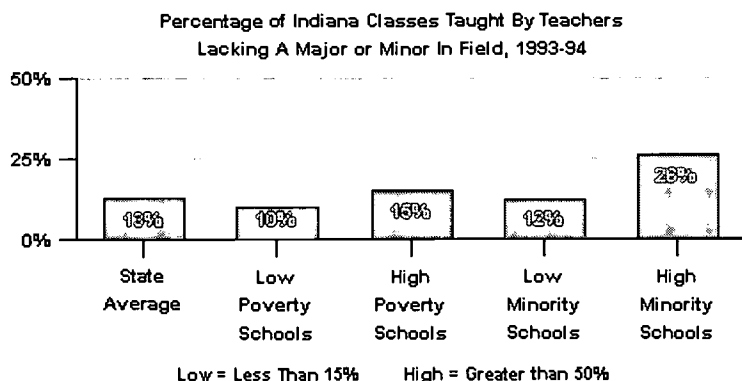 Percentage of Indiana Classes Taught By Teachers
Lacking A Major or Minor In Field, 1993-94
50%
25%
0%
13%
10%
15%
12%
26%
State
Average
Low
Poverty
Schools
High
Poverty
Schools
Low
Minority
Schools
High
Minority
Schools
Low = Less Than 15% High = Greater than 50%